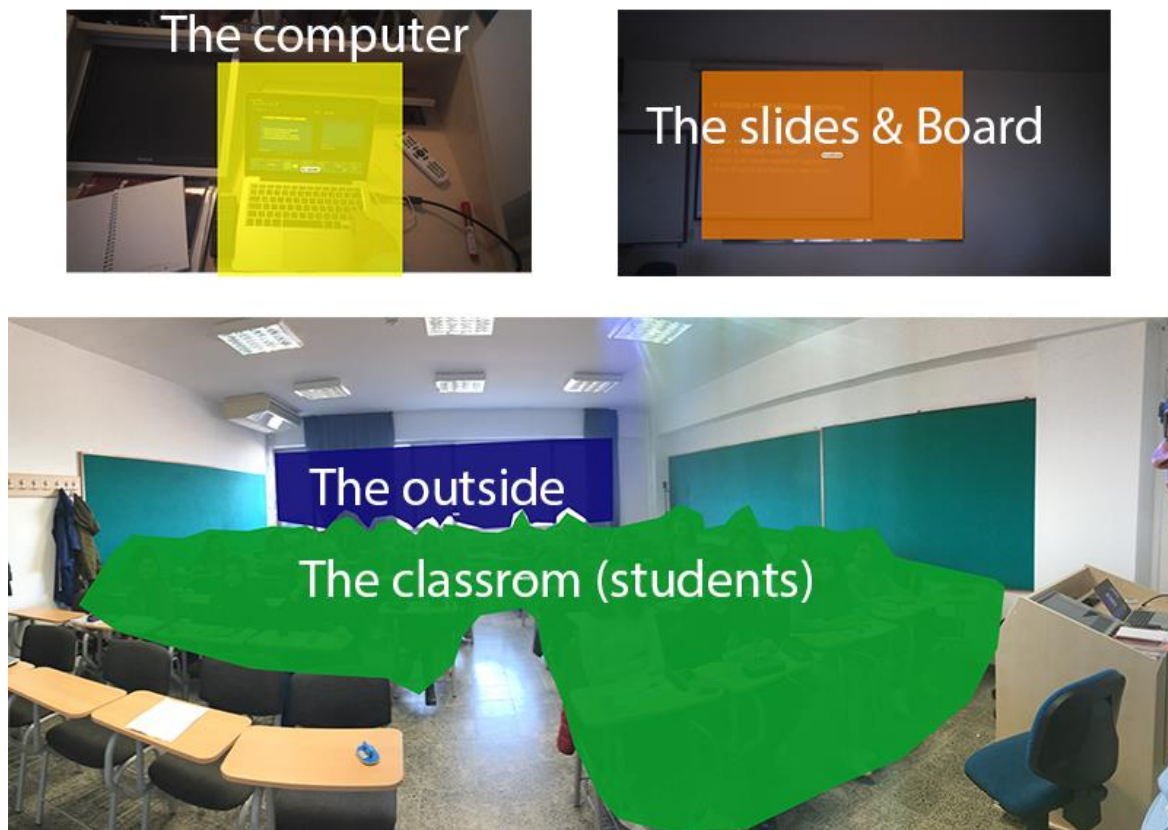 The computer
The slides & Board
The outside
The classrom (students)